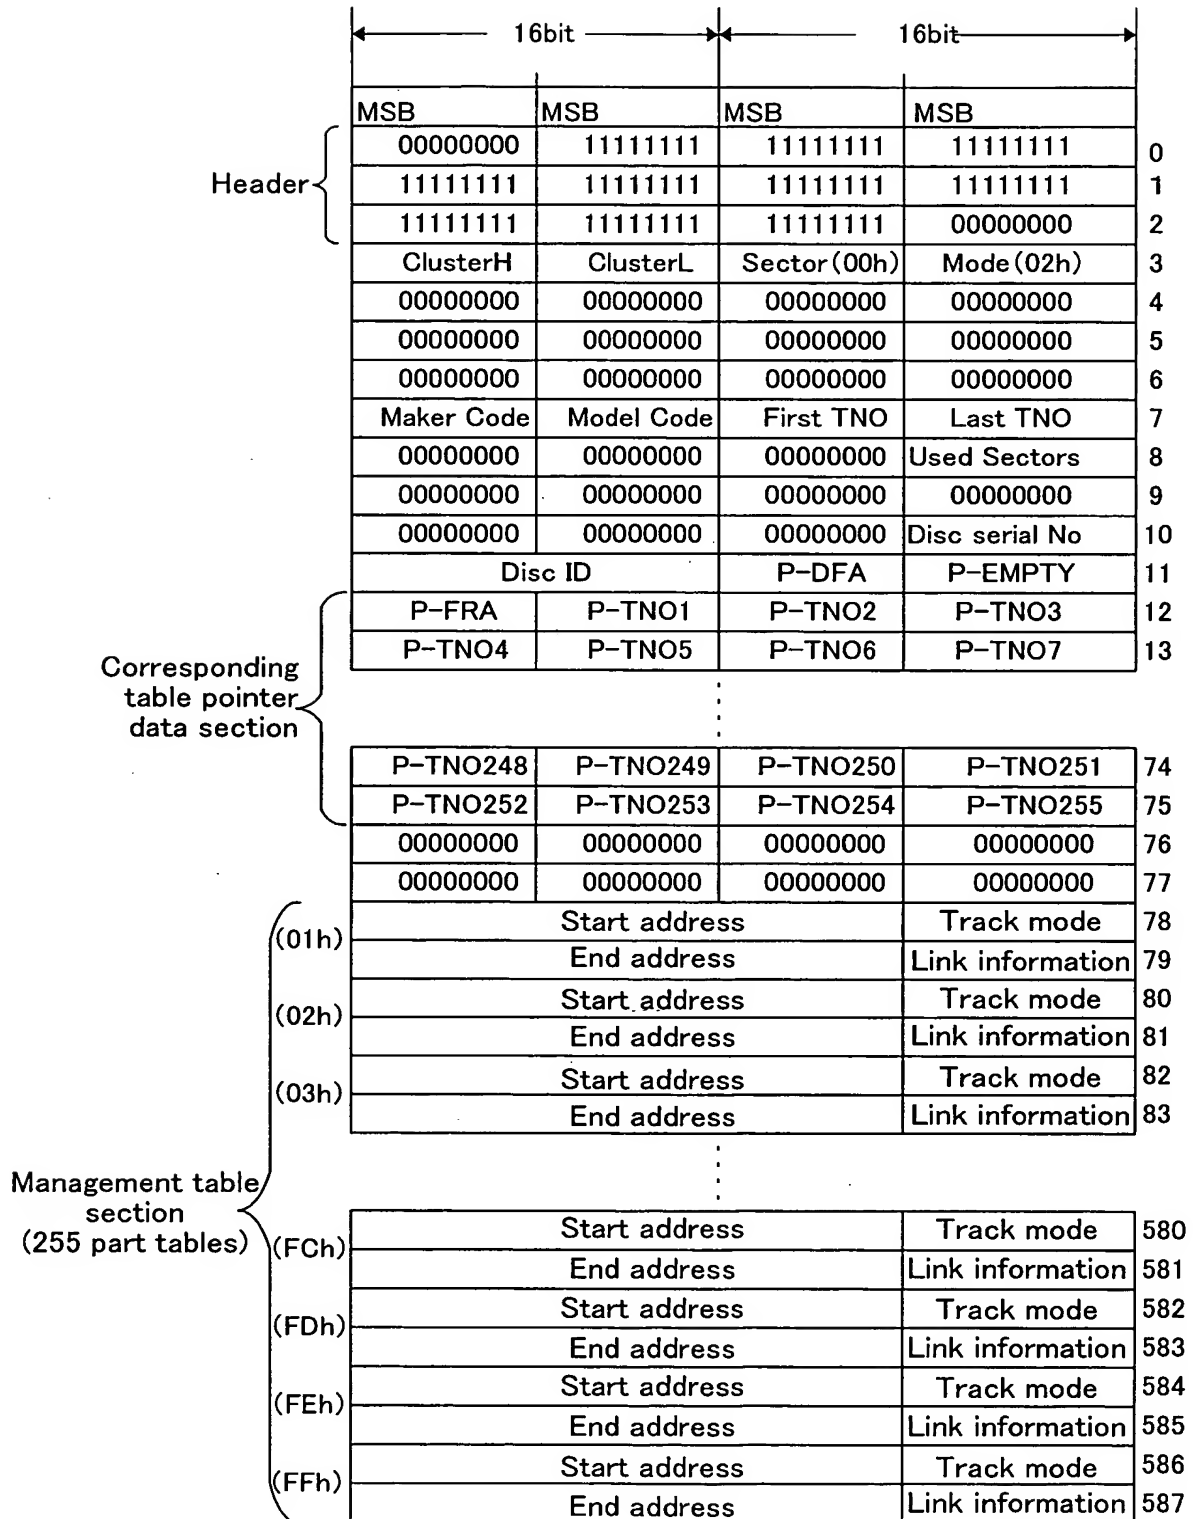 16bit 16bit
MSB MSB MSB MSB
00000000 11111111 11111111 11111111 0
Header 11111111 11111111 11111111 11111111 1
11111111 11111111 11111111 00000000 2
ClusterH ClusterL Sector(00h) Mode(02h) 3
00000000 00000000 00000000 00000000 4
00000000 00000000 00000000 00000000 5
00000000 00000000 00000000 00000000 6
Maker Code Model Code First TNO Last TNO 7
00000000 00000000 00000000 Used Sectors 8
00000000 00000000 00000000 00000000 9
00000000 00000000 00000000 Disc serial No 10
Disc ID P-DFA P-EMPTY 11
P-FRA P-TNO1 P-TNO2 P-TNO3 12
P-TNO4 P-TNO5 P-TNO6 P-TNO7 13
Corresponding
table pointer
data section
P-TNO248 P-TNO249 P-TNO250 P-TNO251 74
P-TNO252 P-TNO253 P-TNO254 P-TNO255 75
00000000 00000000 00000000 00000000 76
00000000 00000000 00000000 00000000 77
(01h) Start address Track mode 78
End address Link information 79
(02h) Start address Track mode 80
End address Link information 81
(03h) Start address Track mode 82
End address Link information 83
Management table
section
(255 part tables)
(FCh) Start address Track mode 580
End address Link information 581
(FDh) Start address Track mode 582
End address Link information 583
(FEh) Start address Track mode 584
End address Link information 585
(FFh) Start address Track mode 586
End address Link information 587